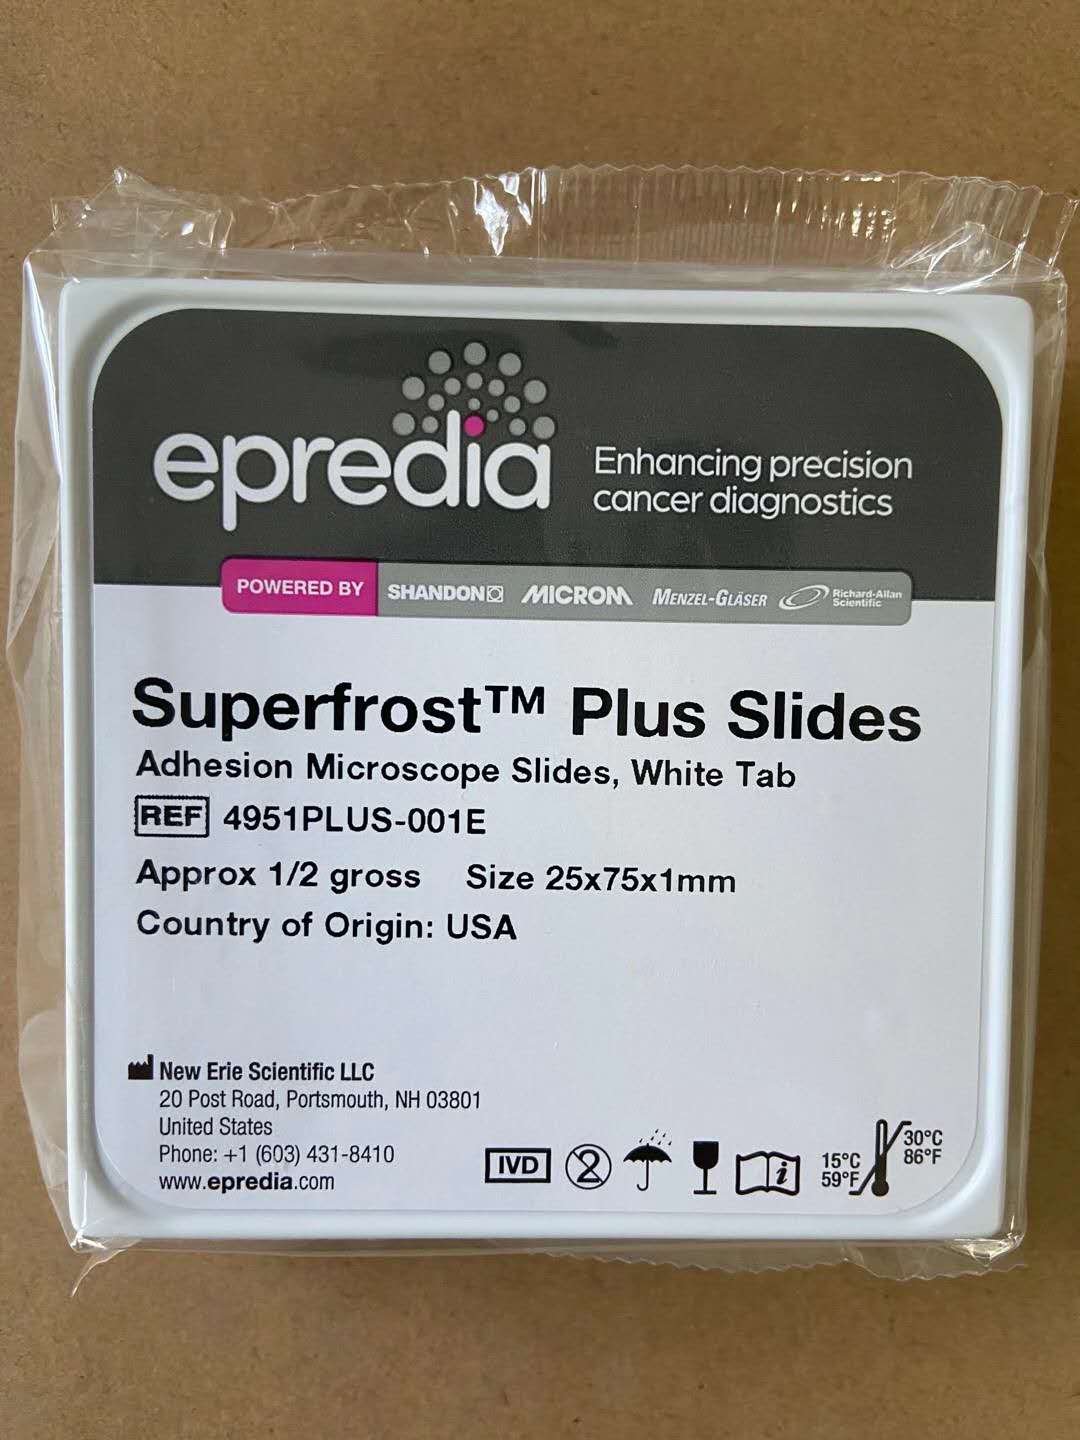 epredia
Enhancing precision
cancer diagnostics
POWERED BY SHANDON MICROM MENZEL-GLÄSER Richard-Allan
Scientific
Superfrost™ Plus Slides
Adhesion Microscope Slides, White Tab
REF 4951PLUS-001E
Approx 1/2 gross Size 25x75x1mm
Country of Origin: USA
New Erie Scientific LLC
20 Post Road, Portsmouth, NH 03801
United States
Phone: +1 (603) 431-8410
www.epredia.com
IVD 2 i 15°C
59°F 30°C
86°F